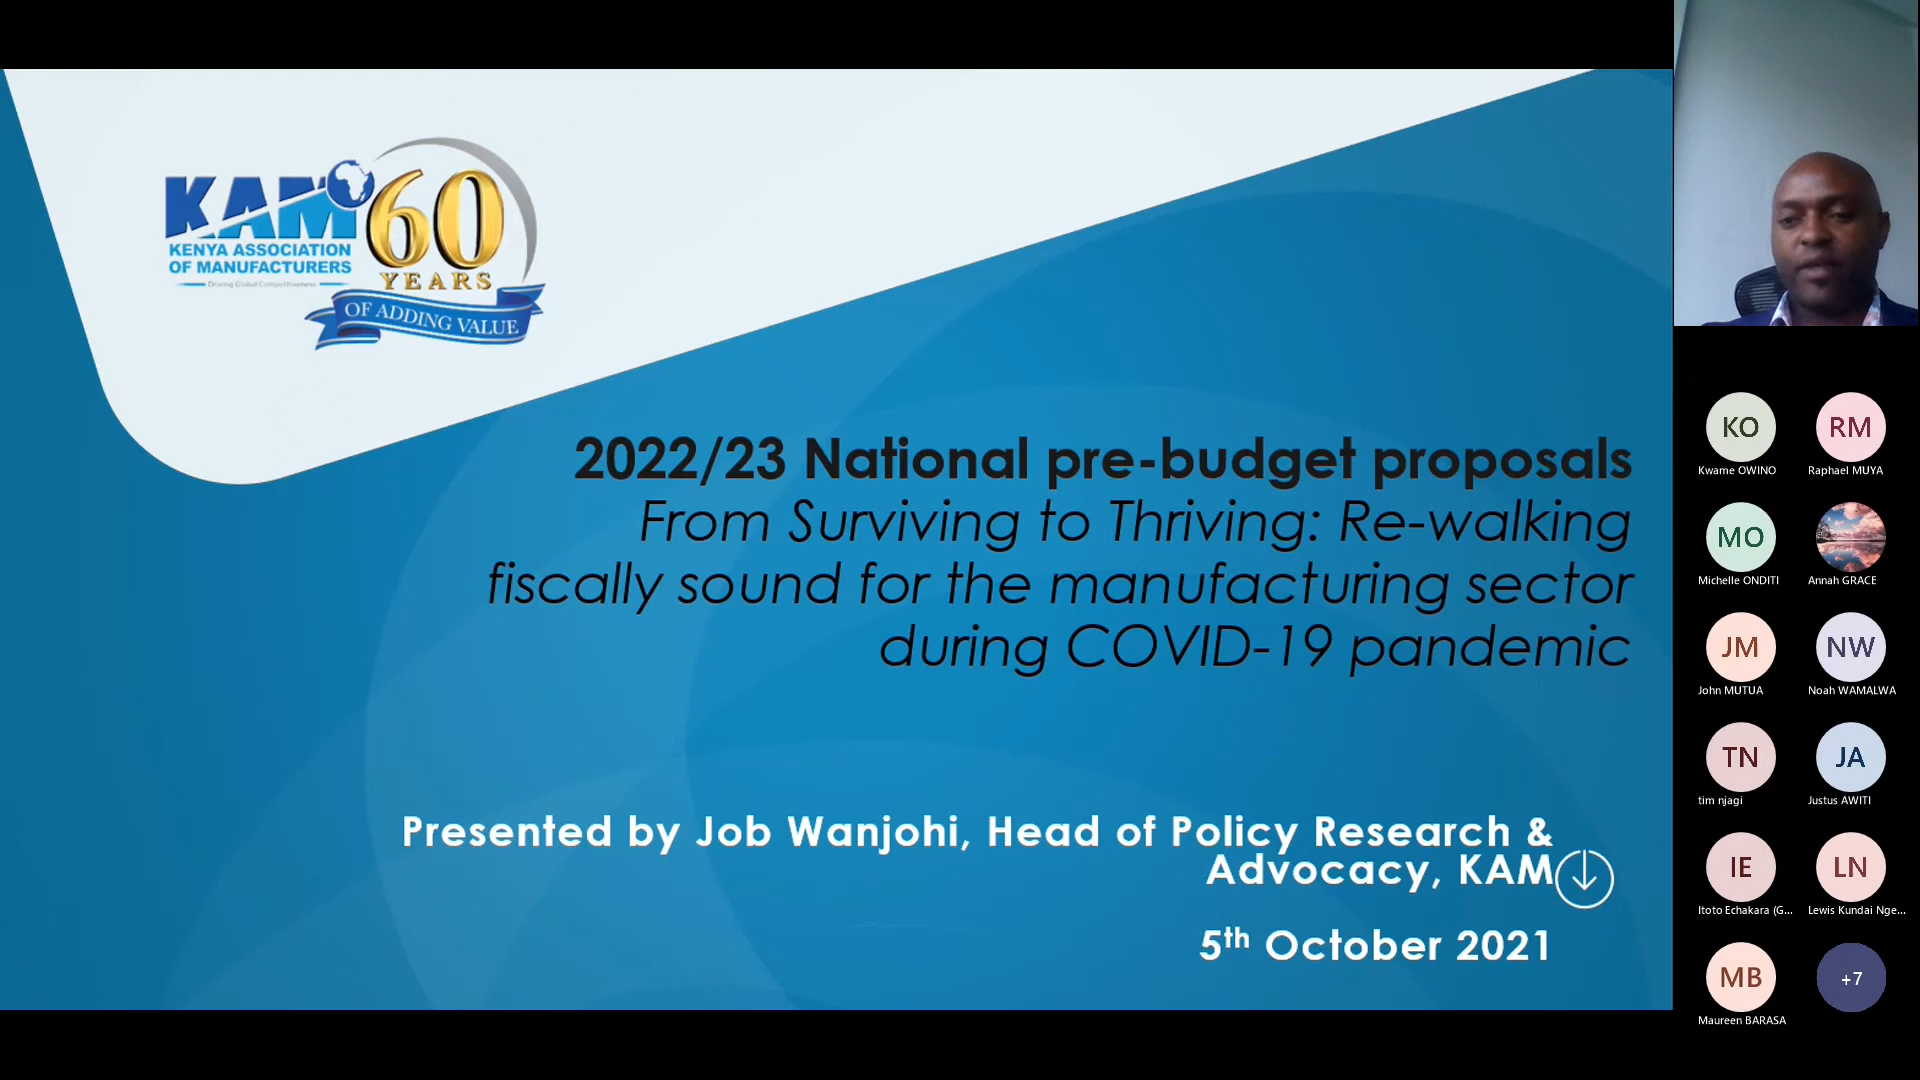 KAM
60
KENYA ASSOCIATION
OF MANUFACTURERS
Driving Global Competitiveness
YEARS
OF ADDING VALUE
2022/23 National pre-budget proposals
From Surviving to Thriving: Re-walking
fiscally sound for the manufacturing sector
during COVID-19 pandemic
Presented by Job Wanjohi, Head of Policy Research &
Advocacy, KAM
5th October 2021
KO
RM
Kwame OWINO
Raphael MUYA
MO
Michelle ONDITI
Annah GRACE
JM
NW
John MUTUA
Noah WAMALWA
TN
JA
tim njagi
Justus AWITI
IE
LN
Itoto Echakara (G...
Lewis Kundai Nge...
MB
+7
Maureen BARASA